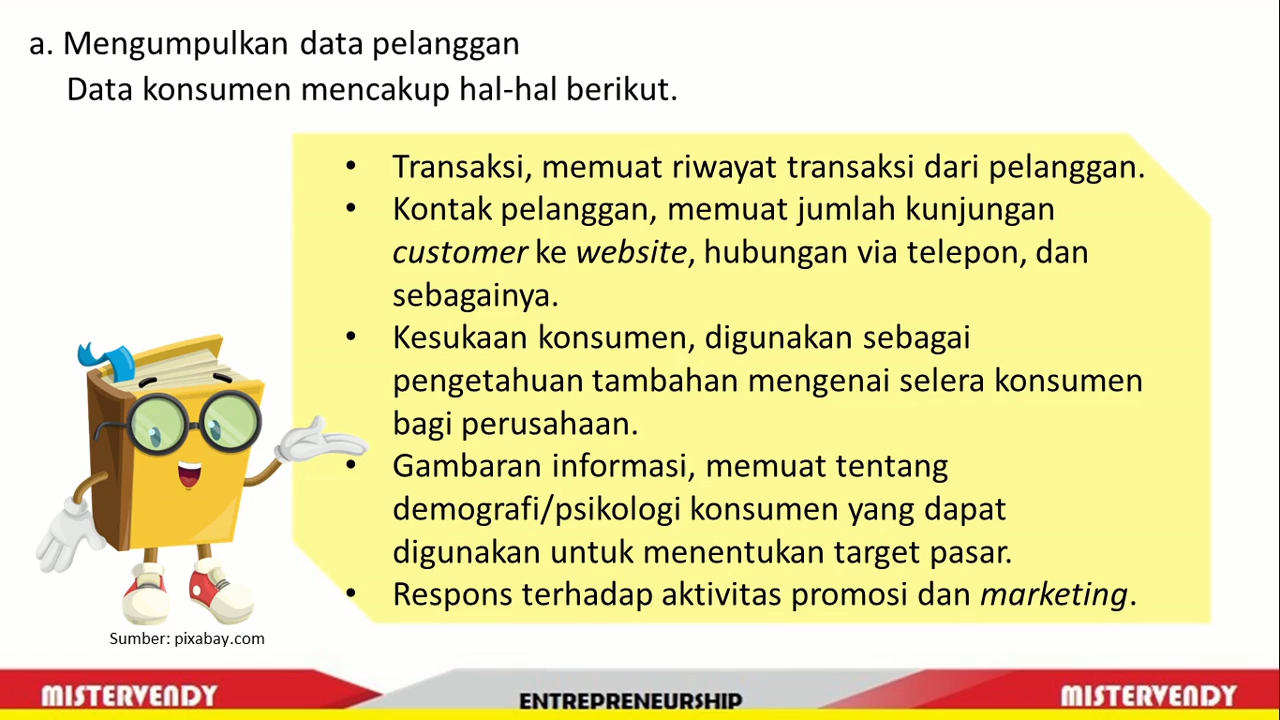 a. Mengumpulkan data pelanggan
Data konsumen mencakup hal-hal berikut.
• Transaksi, memuat riwayat transaksi dari pelanggan.
• Kontak pelanggan, memuat jumlah kunjungan
customer ke website, hubungan via telepon, dan
sebagainya.
• Kesukaan konsumen, digunakan sebagai
pengetahuan tambahan mengenai selera konsumen
bagi perusahaan.
• Gambaran informasi, memuat tentang
demografi/psikologi konsumen yang dapat
digunakan untuk menentukan target pasar.
• Respons terhadap aktivitas promosi dan marketing.
Sumber: pixabay.com
MISTERVENDY
ENTREPRENEURSHIP
MISTERVENDY